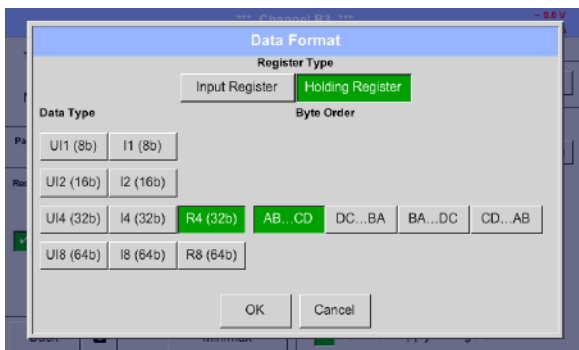 *** Channel B3 ***
Data Format
Register Type
Input Register Holding Register
Data Type Byte Order
UI1 (8b) I1 (8b)
UI2 (16b) I2 (16b)
UI4 (32b) I4 (32b) R4 (32b) AB...CD DC...BA BA...DC CD...AB
UI8 (64b) I8 (64b) R8 (64b)
OK Cancel